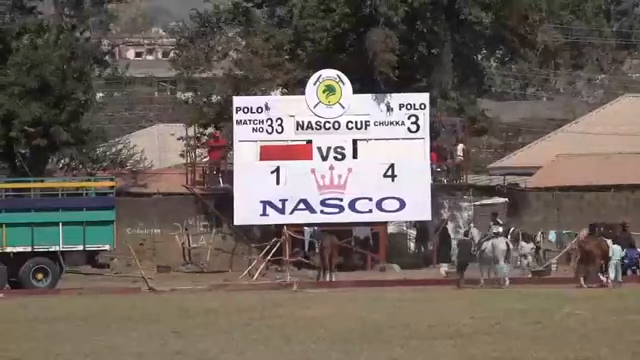 POLO POLO
MATCH NO 33 NASCO CUP CHUKKA 3
VS
1 4
NASCO